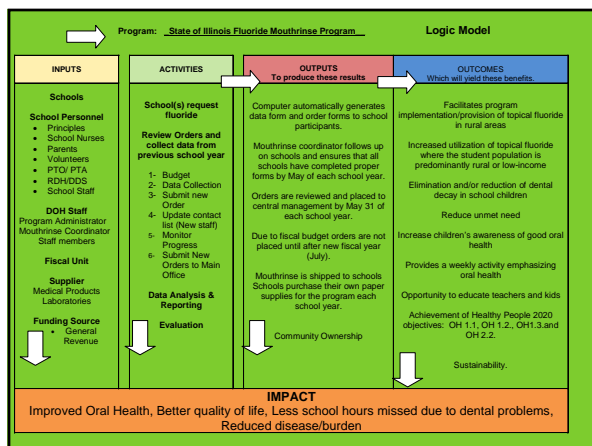 Program: State of Illinois Fluoride Mouthrinse Program
Logic Model
INPUTS
Schools
School Personnel
• Principles
• School Nurses
• Parents
• Volunteers
• PTO/ PTA
• RDH/DDS
• School Staff
DOH Staff
Program Administrator
Mouthrinse Coordinator
Staff members
Fiscal Unit
Supplier
Medical Products
Laboratories
Funding Source
• General
Revenue
ACTIVITIES
School(s) request
fluoride
Review Orders and
collect data from
previous school year
1- Budget
2- Data Collection
3- Submit new
Order
4- Update contact
list (New staff)
5- Monitor
Progress
6- Submit New
Orders to Main
Office
Data Analysis &
Reporting
Evaluation
OUTPUTS
To produce these results
Computer automatically generates
data form and order forms to school
participants.
Mouthrinse coordinator follows up
on schools and ensures that all
schools have completed proper
forms by May of each school year.
Orders are reviewed and placed to
central management by May 31 of
each school year.
Due to fiscal budget orders are not
placed until after new fiscal year
(July).
Mouthrinse is shipped to schools
Schools purchase their own paper
supplies for the program each
school year.
Community Ownership
OUTCOMES
Which will yield these benefits.
Facilitates program
implementation/provision of topical fluoride
in rural areas
Increased utilization of topical fluoride
where the student population is
predominantly rural or low-income
Elimination and/or reduction of dental
decay in school children
Reduce unmet need
Increase children's awareness of good oral
health
Provides a weekly activity emphasizing
oral health
Opportunity to educate teachers and kids
Achievement of Healthy People 2020
objectives: OH 1.1, OH 1.2., OH1.3.and
OH 2.2.
Sustainability.
IMPACT
Improved Oral Health, Better quality of life, Less school hours missed due to dental problems,
Reduced disease/burden